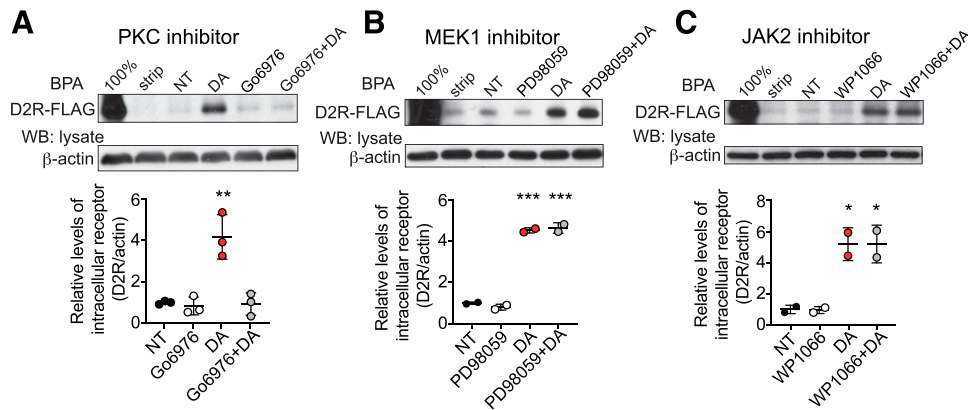 A
PKC inhibitor
BPA 100% strip NT DA Go6976 Go6976+DA
D2R-FLAG
WB: lysate
β-actin
Relative levels of
intracellular receptor
(D2R/actin)
6
4
2
0
**
NT Go6976 DA Go6976+DA
B
MEK1 inhibitor
BPA 100% strip NT PD98059 DA PD98059+DA
D2R-FLAG
WB: lysate
β-actin
Relative levels of
intracellular receptor
(D2R/actin)
6
4
2
0
*** ***
NT PD98059 DA PD98059+DA
C
JAK2 inhibitor
BPA 100% strip NT WP1066 DA WP1066+DA
D2R-FLAG
WB: lysate
β-actin
Relative levels of
intracellular receptor
(D2R/actin)
8
6
4
2
0
* *
NT WP1066 DA WP1066+DA